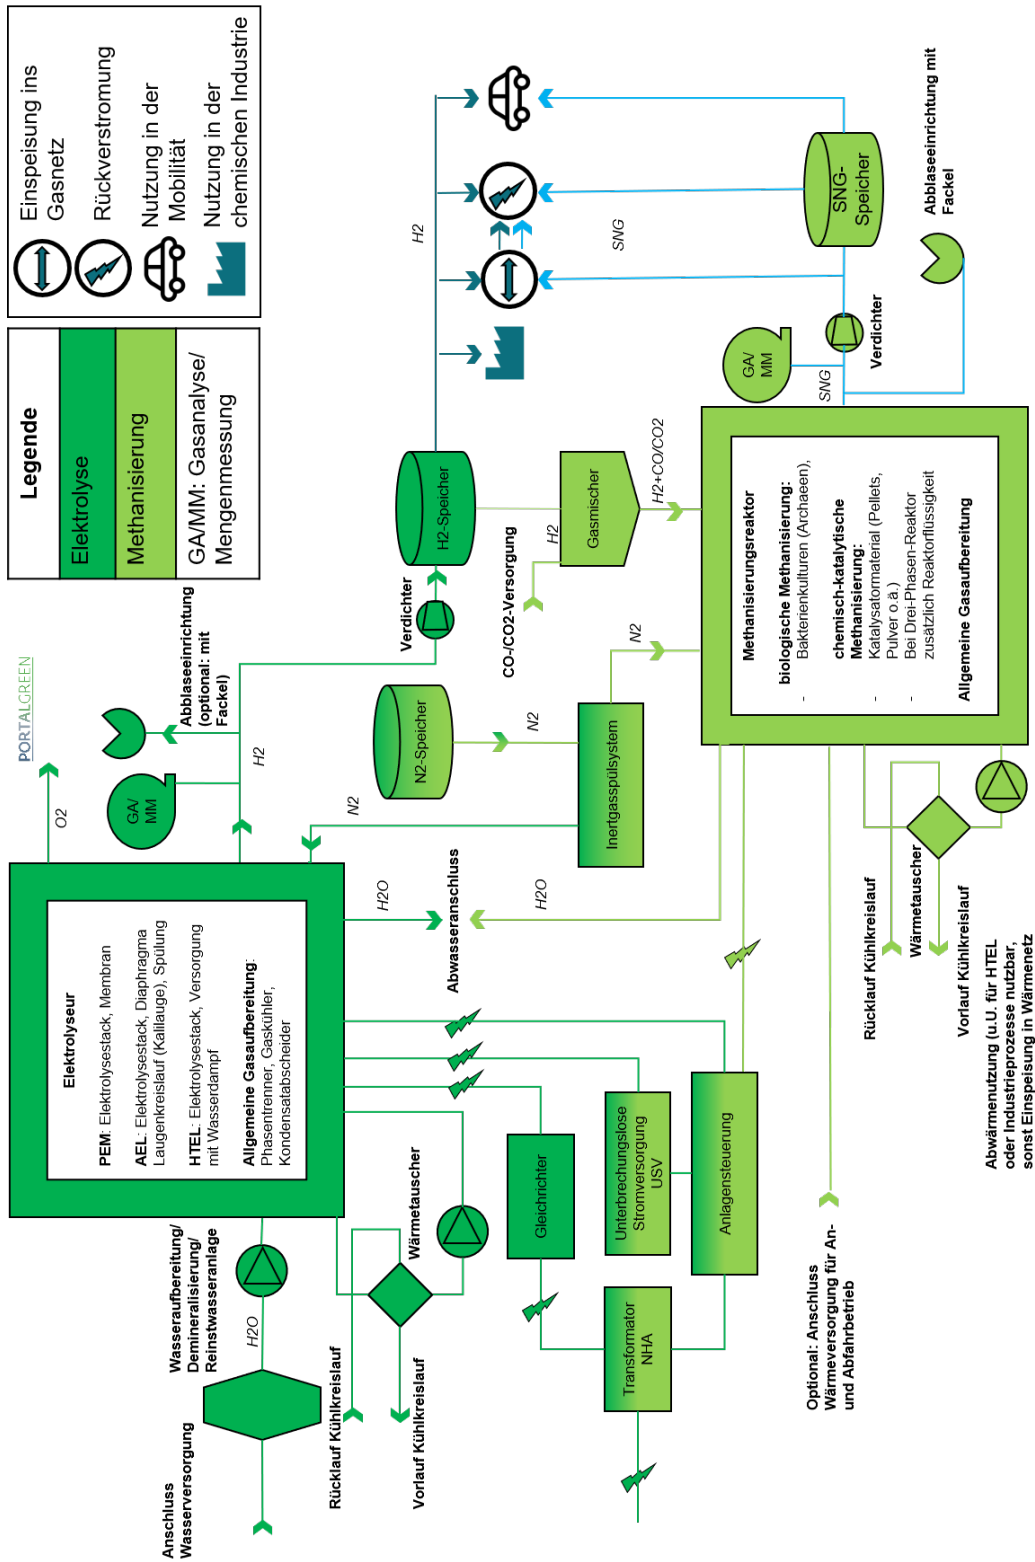 PORTALGREEN
Legende
Elektrolyse
Methanisierung
GA/MM: Gasanalyse/
Mengenmessung
Einspeisung ins
Gasnetz
Rückverstromung
Nutzung in der
Mobilität
Nutzung in der
chemischen Industrie
Anschluss
Wasserversorgung
Wasseraufbereitung/
Demineralisierung/
Reinstwasseranlage
H2O
Rücklauf Kühlkreislauf
Vorlauf Kühlkreislauf
Wärmetauscher
Elektrolyseur
PEM: Elektrolysestack, Membran
AEL: Elektrolysestack, Diaphragma
Laugenkreislauf (Kalilauge), Spülung
HTEL: Elektrolysestack, Versorgung
mit Wasserdampf
Allgemeine Gasaufbereitung:
Phasentrenner, Gaskühler,
Kondensatabscheider
O2
GA/
MM
Abblaseeinrichtung
(optional: mit
Fackel)
H2
N2
H2O
Abwasseranschluss
H2O
Verdichter
H2-Speicher
H2
N2-Speicher
N2
Inertgasspülsystem
N2
CO-/CO2-Versorgung
H2
Gasmischer
H2+CO/CO2
SNG
Transformator
NHA
Gleichrichter
Unterbrechungslose
Stromversorgung
USV
Anlagensteuerung
Optional: Anschluss
Wärmeversorgung für An-
und Abfahrbetrieb
Methanisierungsreaktor
biologische Methanisierung:
- Bakterienkulturen (Archaeen),
chemisch-katalytische
Methanisierung:
- Katalysatormaterial (Pellets,
Pulver o.ä.)
- Bei Drei-Phasen-Reaktor
zusätzlich Reaktorflüssigkeit
Allgemeine Gasaufbereitung
GA/
MM
SNG
Verdichter
SNG-
Speicher
Abblaseeinrichtung mit
Fackel
Rücklauf Kühlkreislauf
Wärmetauscher
Vorlauf Kühlkreislauf
Abwärmenutzung (u.U. für HTEL
oder Industrieprozesse nutzbar,
sonst Einspeisung in Wärmenetz